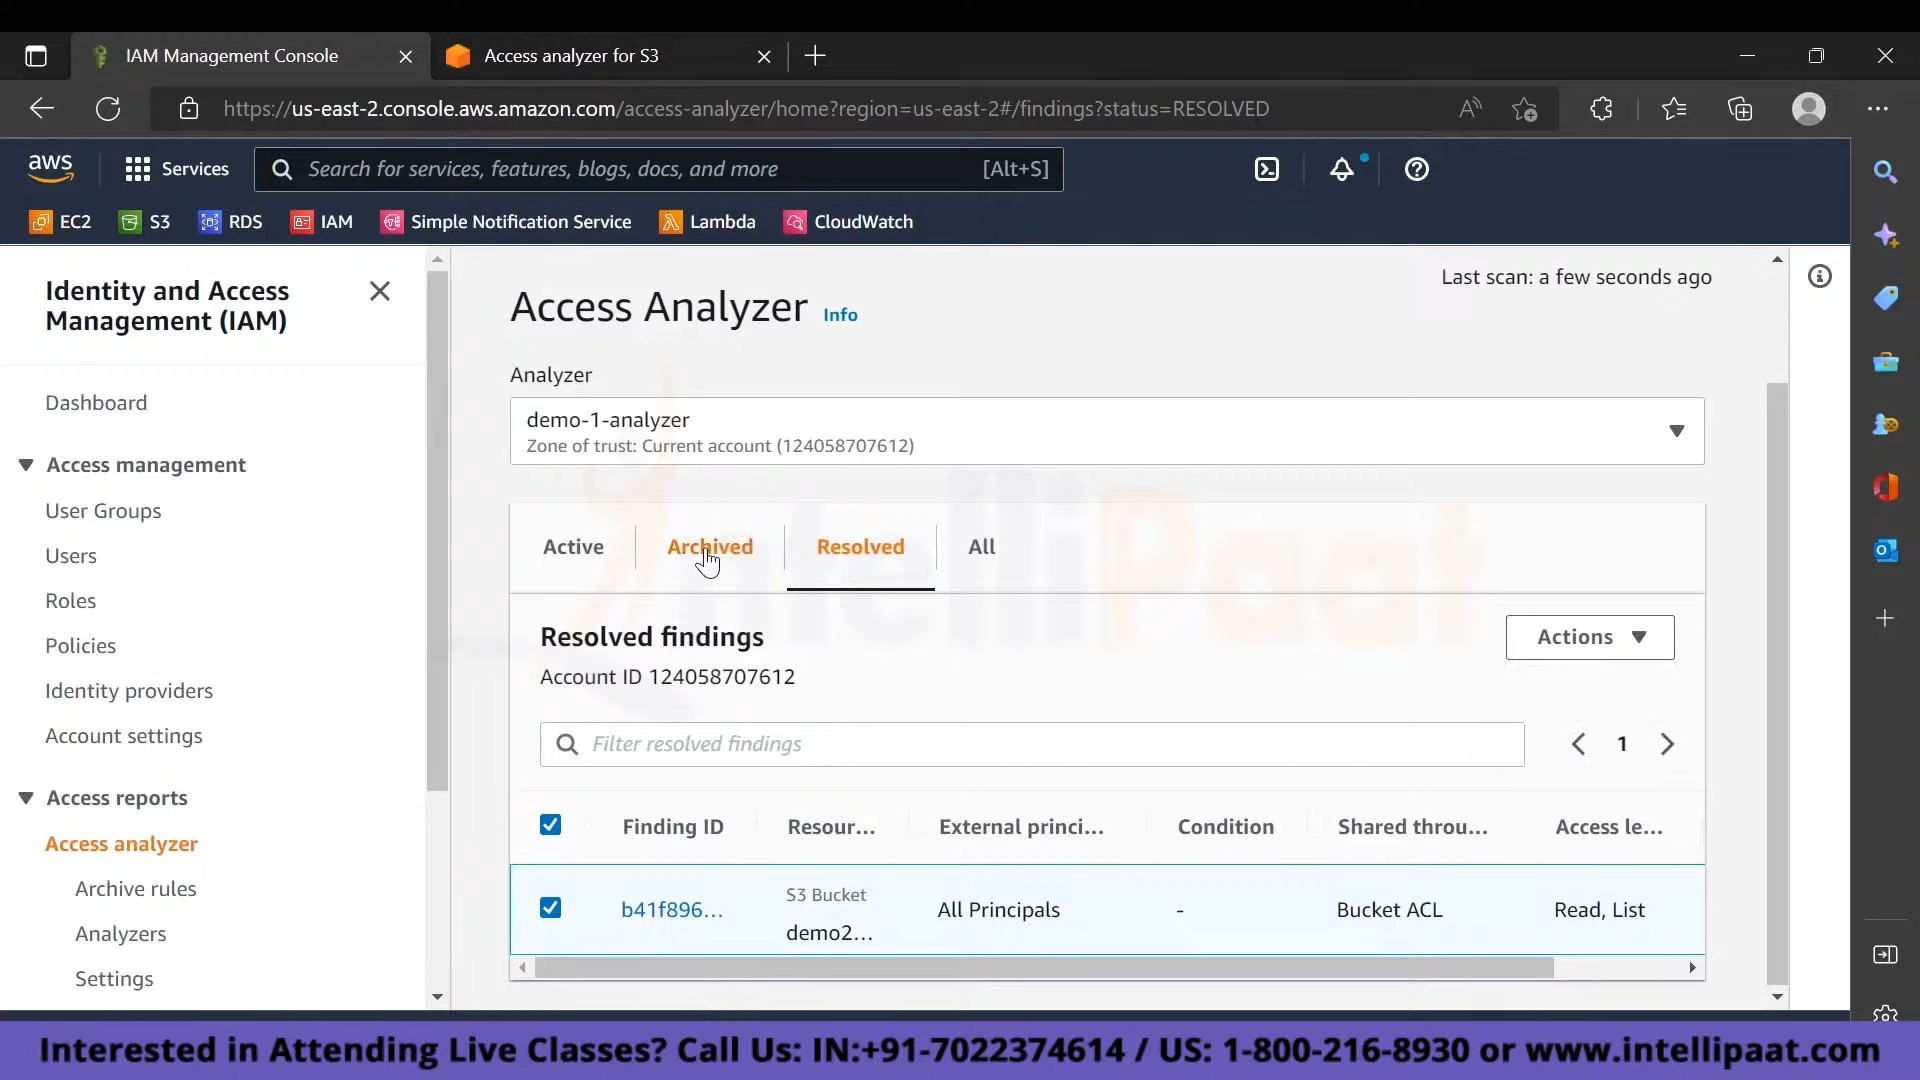 IAM Management Console
Access analyzer for S3
https://us-east-2.console.aws.amazon.com/access-analyzer/home?region=us-east-2#/findings?status=RESOLVED
aws
Services
Search for services, features, blogs, docs, and more
[Alt+S]
EC2
S3
RDS
IAM
Simple Notification Service
Lambda
CloudWatch
Identity and Access
Management (IAM)
Dashboard
Access management
User Groups
Users
Roles
Policies
Identity providers
Account settings
Access reports
Access analyzer
Archive rules
Analyzers
Settings
Last scan: a few seconds ago
Access Analyzer Info
Analyzer
demo-1-analyzer
Zone of trust: Current account (124058707612)
Active
Archived
Resolved
All
Resolved findings
Actions
Account ID 124058707612
Filter resolved findings
1
Finding ID
Resour...
External princi...
Condition
Shared throu...
Access le...
b41f896...
S3 Bucket
demo2...
All Principals
-
Bucket ACL
Read, List
IntelliPaat
Interested in Attending Live Classes? Call Us: IN:+91-7022374614 / US: 1-800-216-8930 or www.intellipaat.com